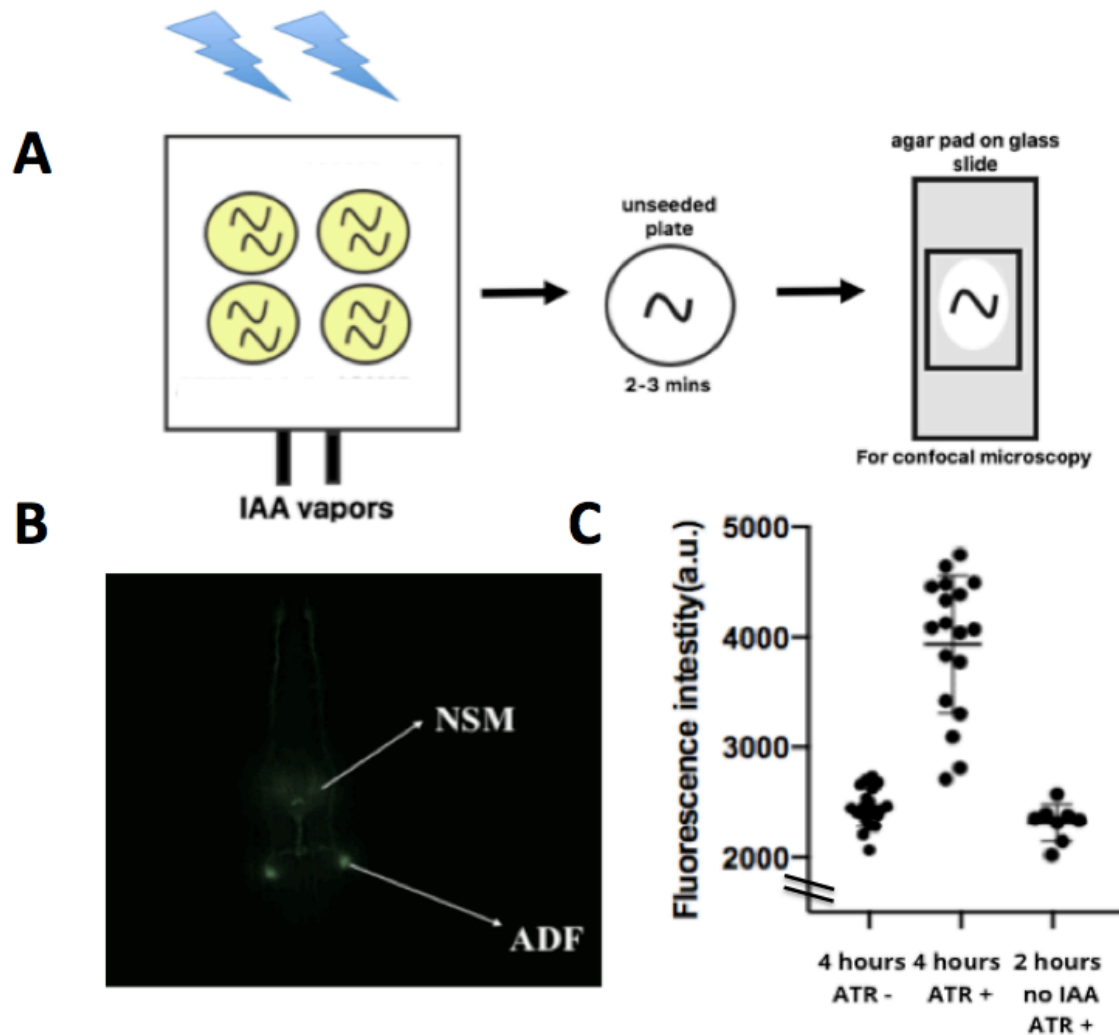 A
agar pad on glass
slide
unseeded
plate
2-3 mins
For confocal microscopy
IAA vapors
B
NSM
ADF
C
Fluorescence intestity(a.u.)
5000
4000
3000
2000
4 hours
ATR -
4 hours
ATR +
2 hours
no IAA
ATR +